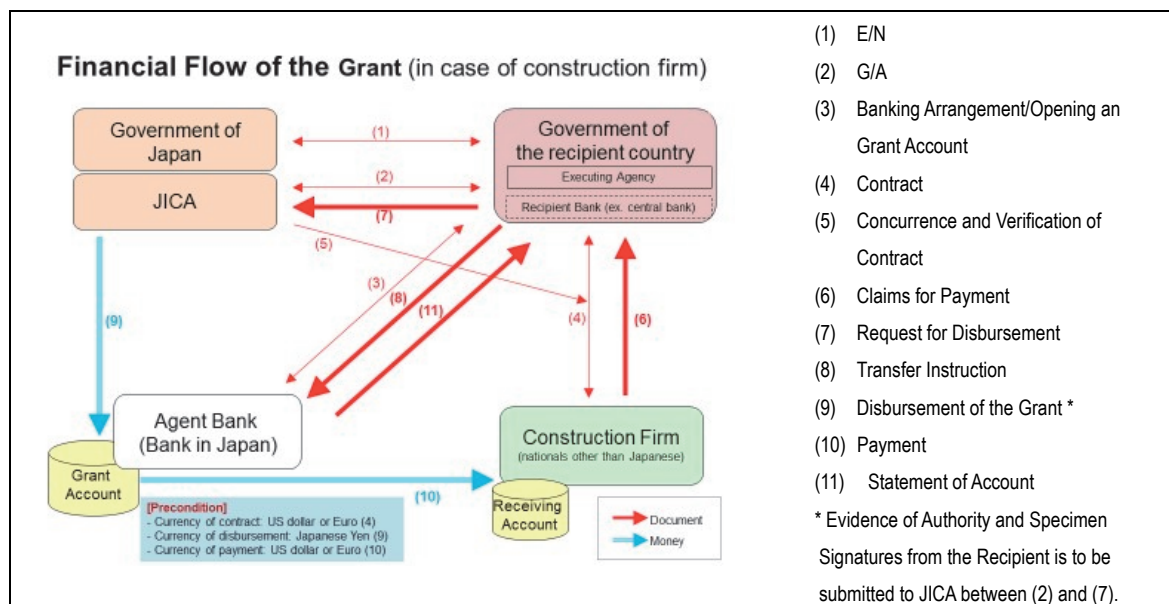 Financial Flow of the Grant (in case of construction firm)
Government of
Japan
JICA
Government of
the recipient country
Executing Agency
Recipient Bank (ex. central bank)
(1)
(2)
(7)
(5)
(3)
(8)
(11)
(4)
(6)
(9)
Agent Bank
(Bank in Japan)
Grant
Account
(10)
Construction Firm
(nationals other than Japanese)
Receiving
Account
[Precondition]
- Currency of contract: US dollar or Euro (4)
- Currency of disbursement: Japanese Yen (9)
- Currency of payment: US dollar or Euro (10)
Document
Money
(1) E/N
(2) G/A
(3) Banking Arrangement/Opening an
Grant Account
(4) Contract
(5) Concurrence and Verification of
Contract
(6) Claims for Payment
(7) Request for Disbursement
(8) Transfer Instruction
(9) Disbursement of the Grant *
(10) Payment
(11) Statement of Account
* Evidence of Authority and Specimen
Signatures from the Recipient is to be
submitted to JICA between (2) and (7).